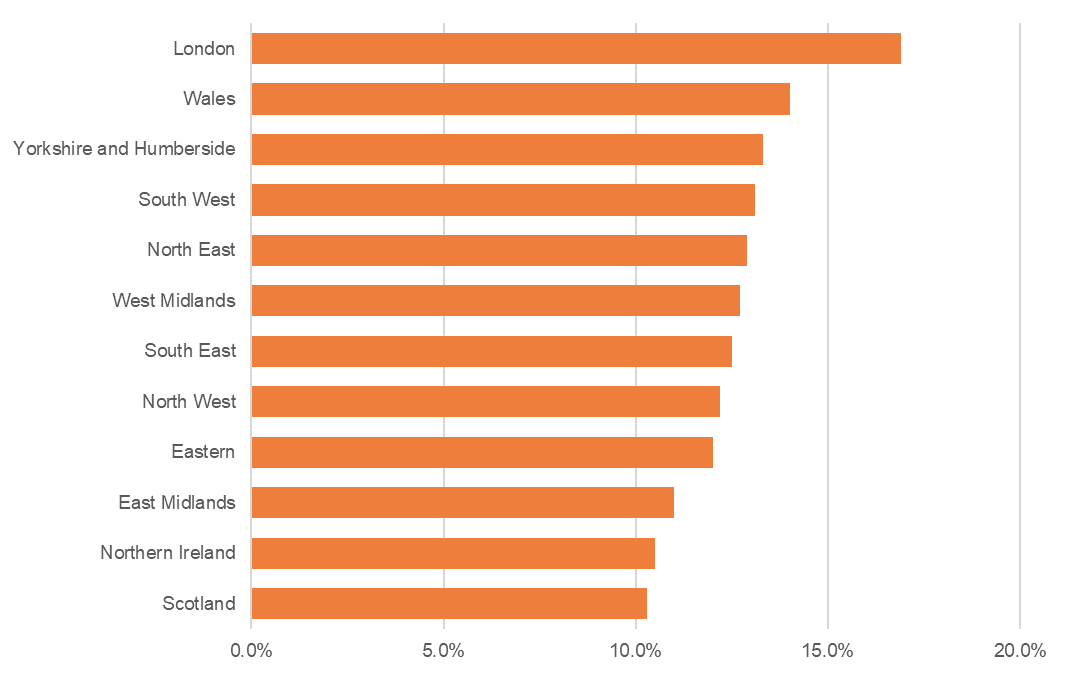 London
Wales
Yorkshire and Humberside
South West
North East
West Midlands
South East
North West
Eastern
East Midlands
Northern Ireland
Scotland
0.0% 5.0% 10.0% 15.0% 20.0%